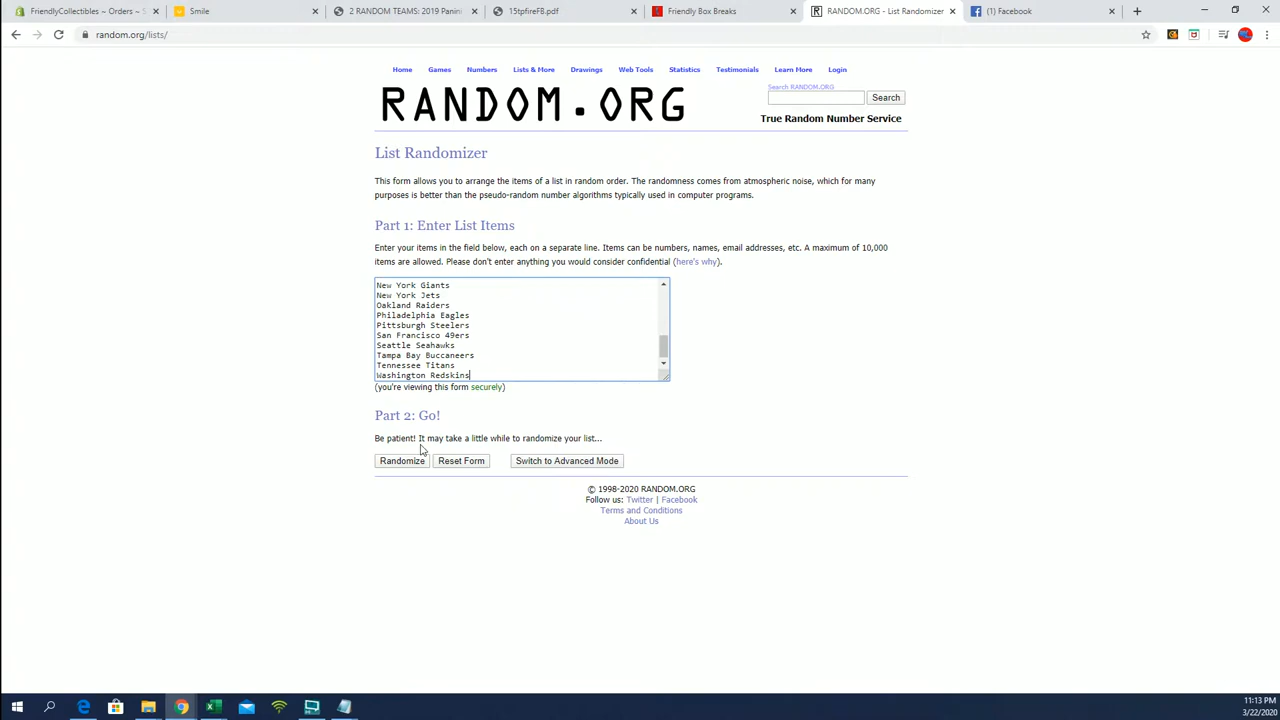 FriendlyCollectibles ~ Orders ~ S
Smile
2 RANDOM TEAMS: 2019 Panini
15tpfireFB.pdf
Friendly Box Breaks
RANDOM.ORG - List Randomizer
(1) Facebook
random.org/lists/
Home Games Numbers Lists & More Drawings Web Tools Statistics Testimonials Learn More Login
RANDOM.ORG
Search RANDOM.ORG
Search
True Random Number Service
List Randomizer
This form allows you to arrange the items of a list in random order. The randomness comes from atmospheric noise, which for many
purposes is better than the pseudo-random number algorithms typically used in computer programs.
Part 1: Enter List Items
Enter your items in the field below, each on a separate line. Items can be numbers, names, email addresses, etc. A maximum of 10,000
items are allowed. Please don't enter anything you would consider confidential (here's why).
New York Giants
New York Jets
Oakland Raiders
Philadelphia Eagles
Pittsburgh Steelers
San Francisco 49ers
Seattle Seahawks
Tampa Bay Buccaneers
Tennessee Titans
Washington Redskins
(you're viewing this form securely)
Part 2: Go!
Be patient! It may take a little while to randomize your list...
Randomize Reset Form Switch to Advanced Mode
© 1998-2020 RANDOM.ORG
Follow us: Twitter | Facebook
Terms and Conditions
About Us
11:13 PM
3/22/2020